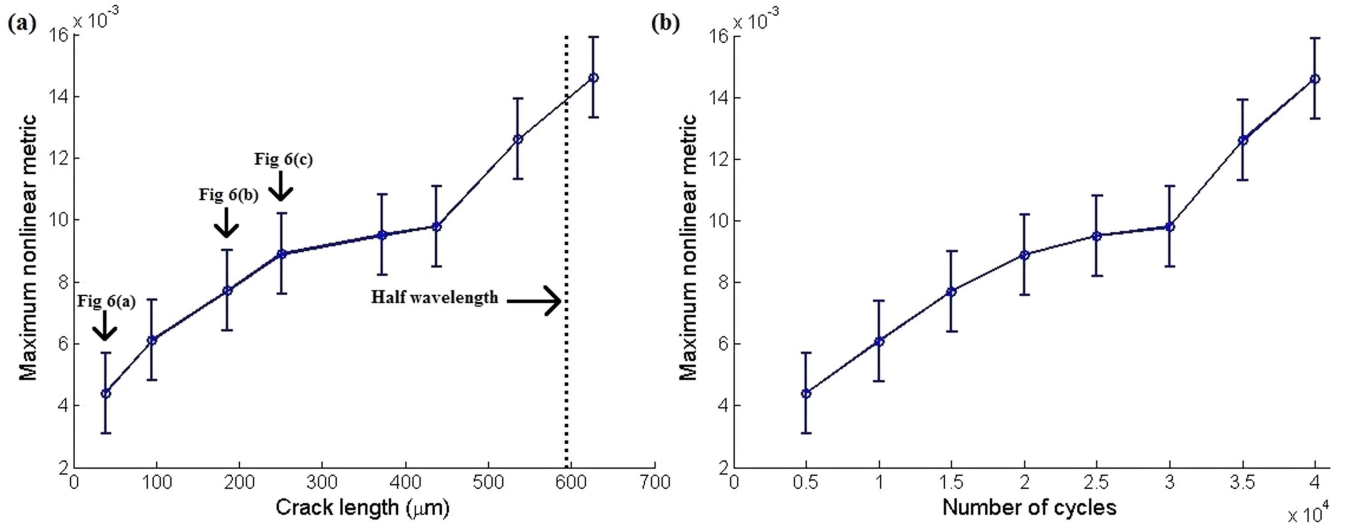 (a)
x 10⁻³
16
14
12
10
8
6
4
2
Maximum nonlinear metric
Fig 6(a)
Fig 6(b)
Fig 6(c)
Half wavelength
0 100 200 300 400 500 600 700
Crack length (μm)
(b)
x 10⁻³
16
14
12
10
8
6
4
2
Maximum nonlinear metric
0 0.5 1 1.5 2 2.5 3 3.5 4
Number of cycles
x 10⁴